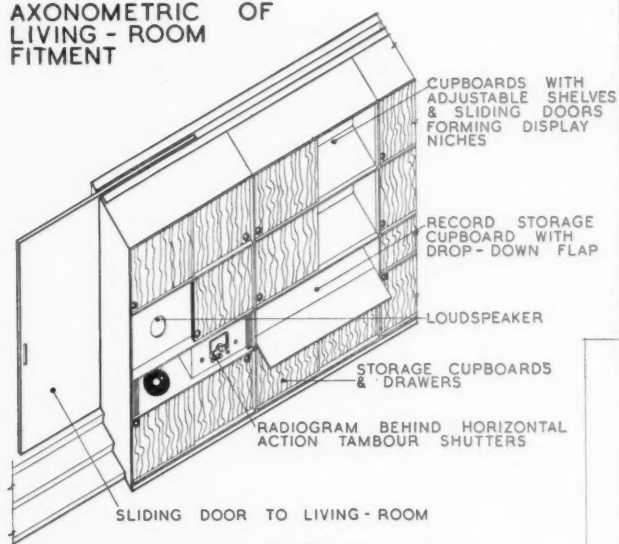 AXONOMETRIC OF
LIVING - ROOM
FITMENT
CUPBOARDS WITH
ADJUSTABLE SHELVES
& SLIDING DOORS
FORMING DISPLAY
NICHES
RECORD STORAGE
CUPBOARD WITH
DROP - DOWN FLAP
LOUDSPEAKER
STORAGE CUPBOARDS
& DRAWERS
RADIOGRAM BEHIND HORIZONTAL
ACTION TAMBOUR SHUTTERS
SLIDING DOOR TO LIVING - ROOM